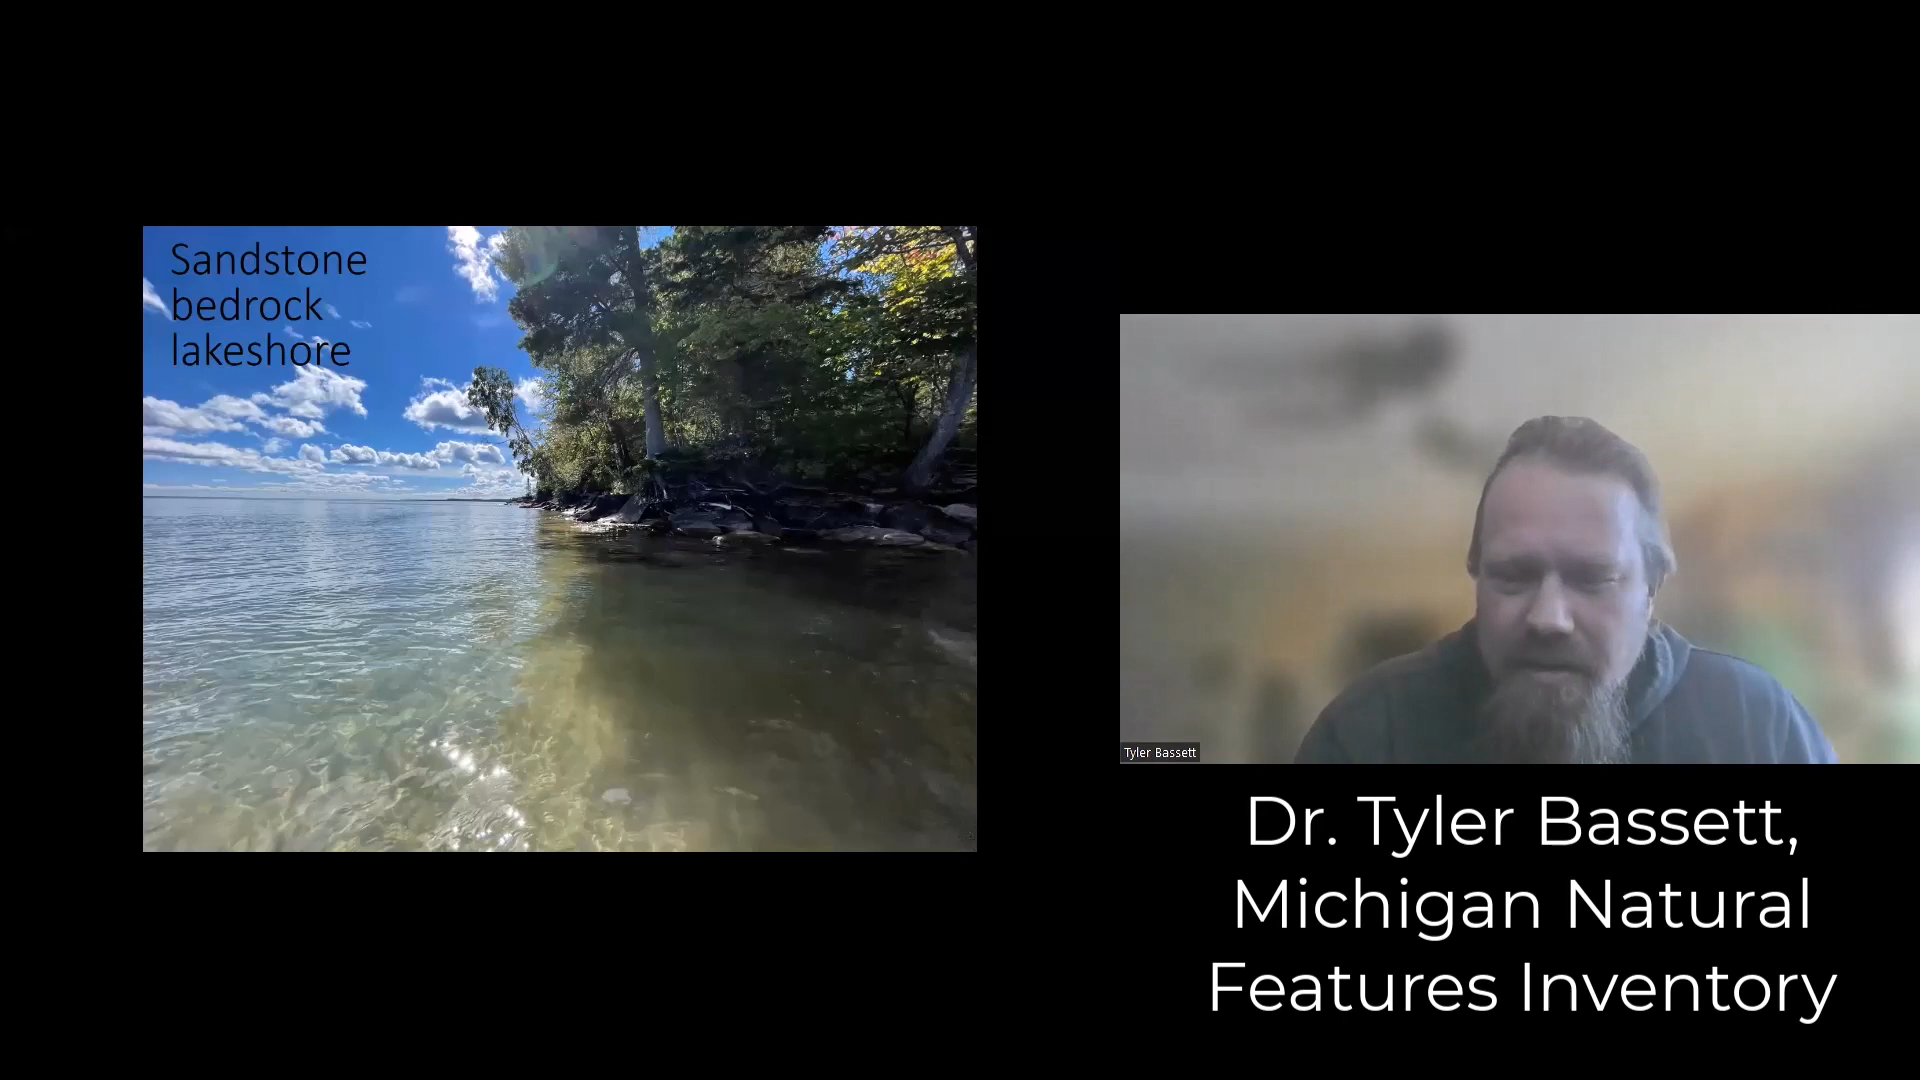 Sandstone
bedrock
lakeshore
Tyler Bassett
Dr. Tyler Bassett,
Michigan Natural
Features Inventory